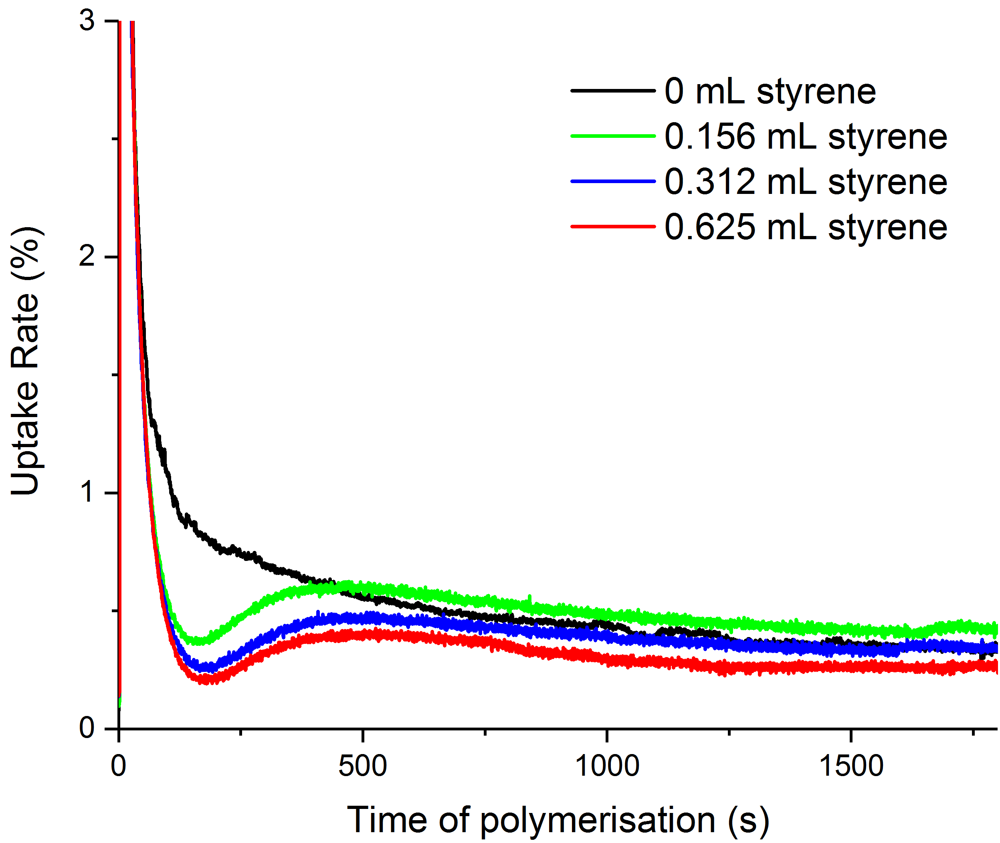 3
2
1
0
Uptake Rate (%)
0 mL styrene
0.156 mL styrene
0.312 mL styrene
0.625 mL styrene
0 500 1000 1500
Time of polymerisation (s)